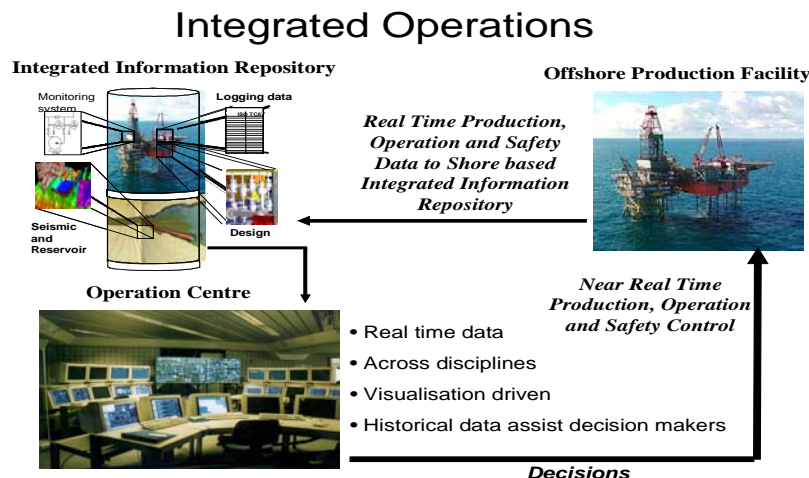 Integrated Operations
Integrated Information Repository
Offshore Production Facility
Monitoring
system
Logging data
Real Time Production,
Operation and Safety
Data to Shore based
Integrated Information
Repository
Seismic
and
Reservoir
Design
Operation Centre
Near Real Time
Production, Operation
and Safety Control
• Real time data
• Across disciplines
• Visualisation driven
• Historical data assist decision makers
Decisions